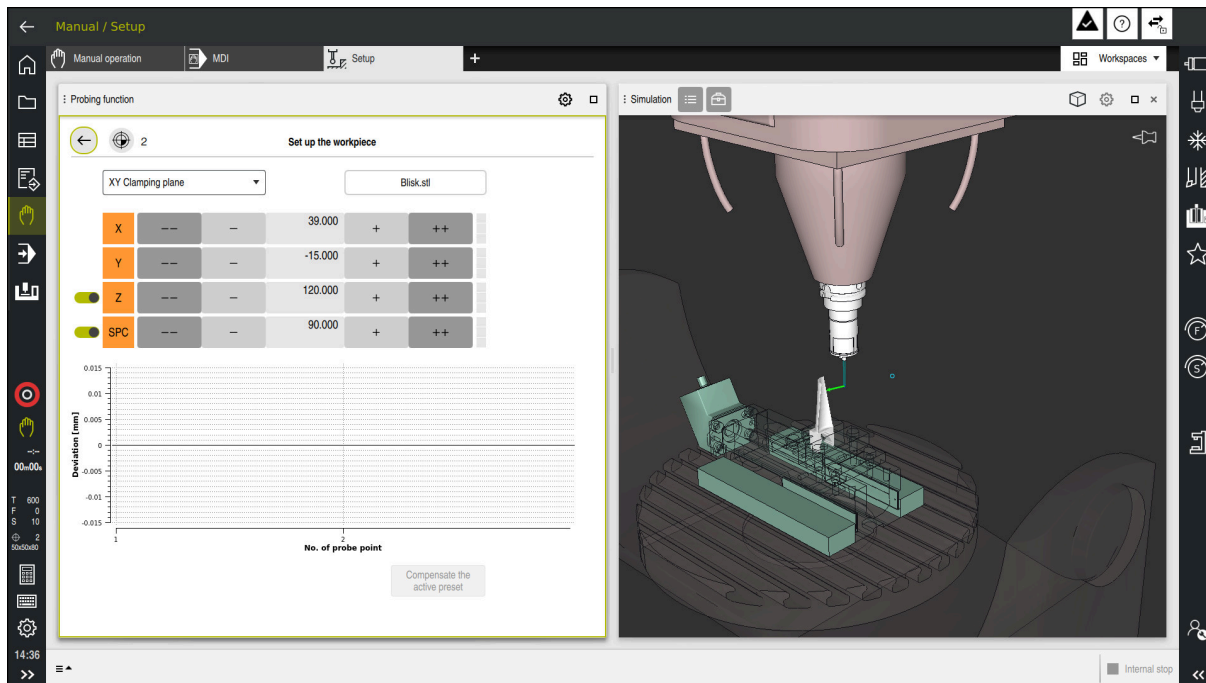 Manual / Setup
Manual operation
MDI
Setup
+
Workspaces
Probing function
2
Set up the workpiece
XY Clamping plane
Blisk.stl
X -- - 39.000 + ++
Y -- - -15.000 + ++
Z -- - 120.000 + ++
SPC -- - 90.000 + ++
0.015
0.01
0.005
0
-0.005
-0.01
-0.015
Deviation [mm]
1 2
No. of probe point
Compensate the
active preset
Simulation
-:--
00m00s
T 600
F 0
S 10
2
50x50x80
14:36
Internal stop
F
S